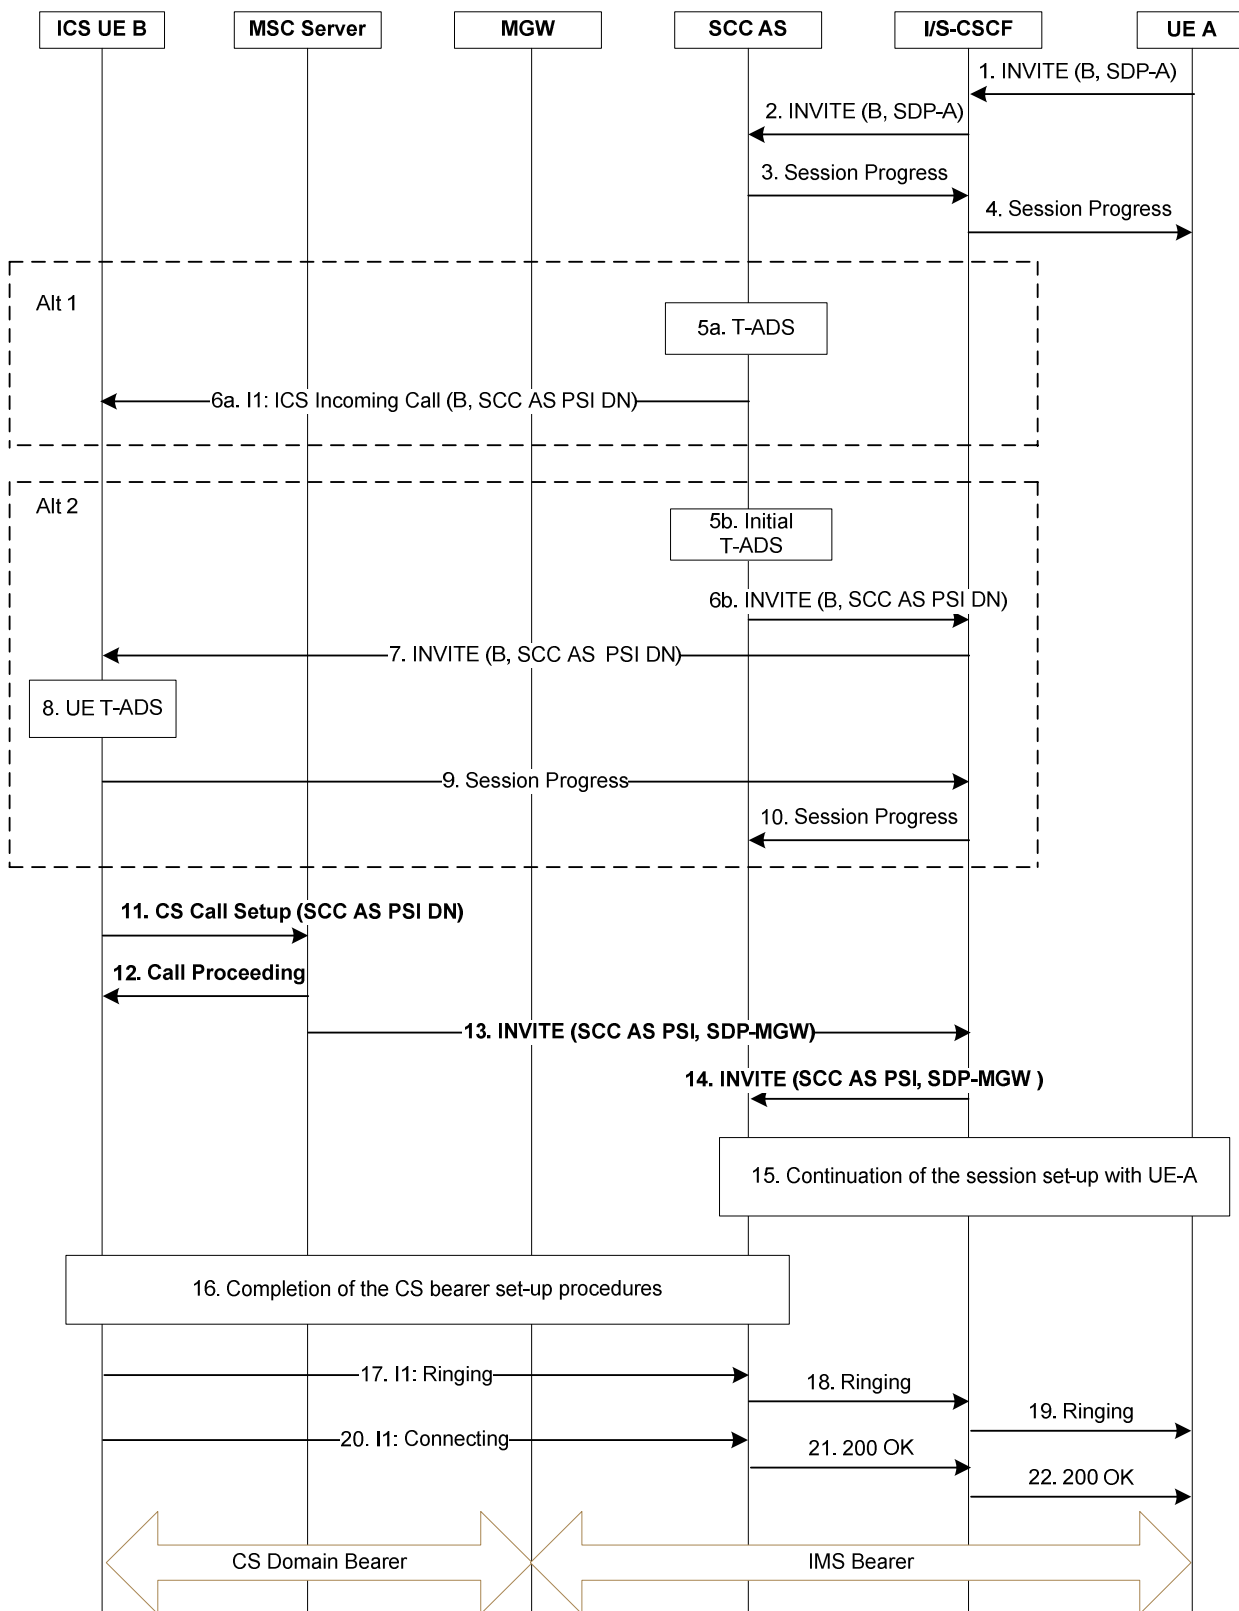 ICS UE B
MSC Server
MGW
SCC AS
I/S-CSCF
UE A
1. INVITE (B, SDP-A)
2. INVITE (B, SDP-A)
3. Session Progress
4. Session Progress
Alt 1
5a. T-ADS
6a. I1: ICS Incoming Call (B, SCC AS PSI DN)
Alt 2
5b. Initial
T-ADS
6b. INVITE (B, SCC AS PSI DN)
7. INVITE (B, SCC AS PSI DN)
8. UE T-ADS
9. Session Progress
10. Session Progress
11. CS Call Setup (SCC AS PSI DN)
12. Call Proceeding
13. INVITE (SCC AS PSI, SDP-MGW)
14. INVITE (SCC AS PSI, SDP-MGW )
15. Continuation of the session set-up with UE-A
16. Completion of the CS bearer set-up procedures
17. I1: Ringing
18. Ringing
19. Ringing
20. I1: Connecting
21. 200 OK
22. 200 OK
CS Domain Bearer
IMS Bearer